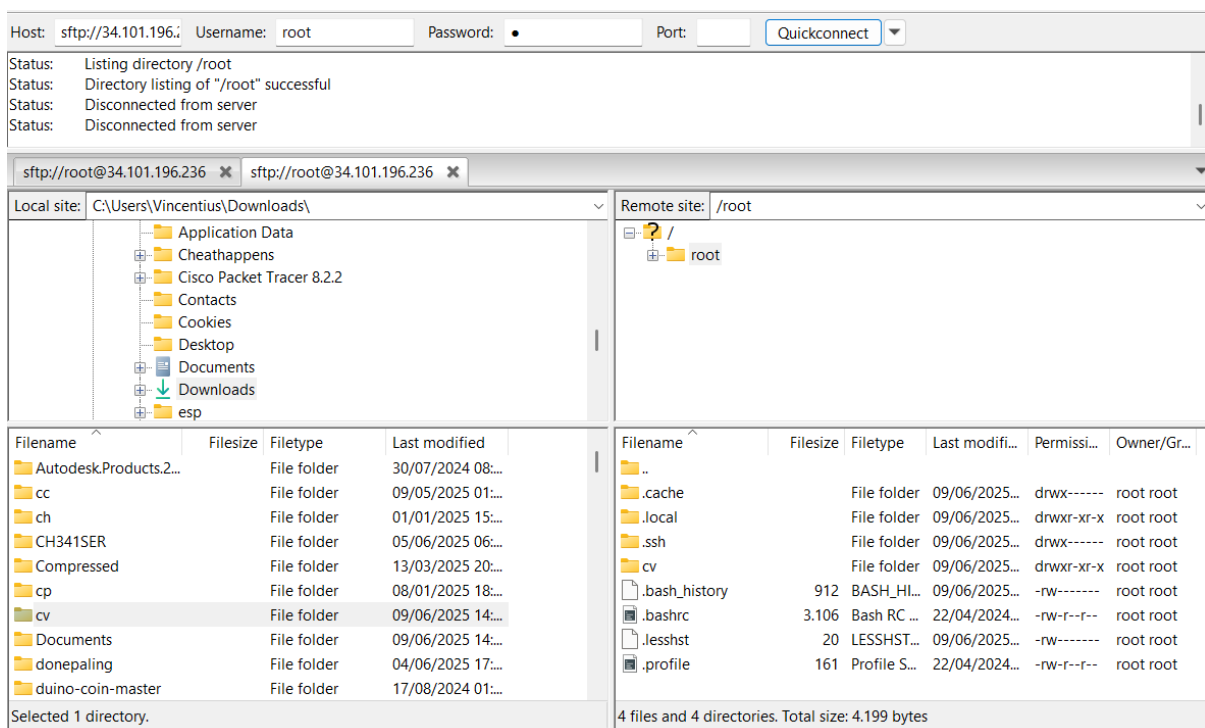 Host: sftp://34.101.196.2 Username: root Password: ● Port: Quickconnect
Status: Listing directory /root
Status: Directory listing of "/root" successful
Status: Disconnected from server
Status: Disconnected from server
sftp://root@34.101.196.236 sftp://root@34.101.196.236
Local site: C:\Users\Vincentius\Downloads\
Application Data
Cheathappens
Cisco Packet Tracer 8.2.2
Contacts
Cookies
Desktop
Documents
Downloads
esp
Remote site: /root
? /
root
Filename Filesize Filetype Last modified
Autodesk.Products.2... File folder 30/07/2024 08:...
cc File folder 09/05/2025 01:...
ch File folder 01/01/2025 15:...
CH341SER File folder 05/06/2025 06:...
Compressed File folder 13/03/2025 20:...
cp File folder 08/01/2025 18:...
cv File folder 09/06/2025 14:...
Documents File folder 09/06/2025 14:...
donepaling File folder 04/06/2025 17:...
duino-coin-master File folder 17/08/2024 01:...
Selected 1 directory.
Filename Filesize Filetype Last modifi... Permissi... Owner/Gr...
..
.cache File folder 09/06/2025... drwx------ root root
.local File folder 09/06/2025... drwxr-xr-x root root
.ssh File folder 09/06/2025... drwx------ root root
cv File folder 09/06/2025... drwxr-xr-x root root
.bash_history 912 BASH_HI... 09/06/2025... -rw------- root root
.bashrc 3.106 Bash RC ... 22/04/2024... -rw-r--r-- root root
.lesshst 20 LESSHST... 09/06/2025... -rw------- root root
.profile 161 Profile S... 22/04/2024... -rw-r--r-- root root
4 files and 4 directories. Total size: 4.199 bytes